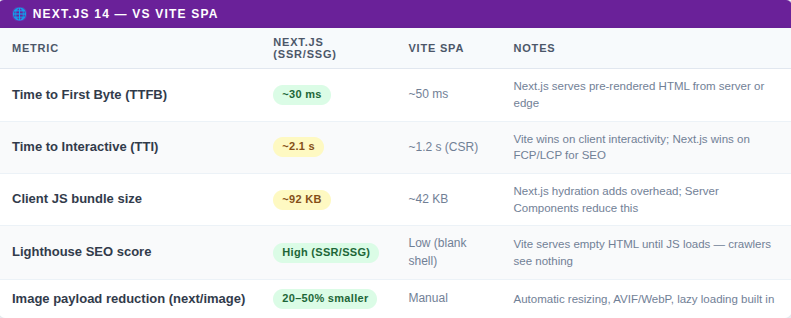 🌐 NEXT.JS 14 — VS VITE SPA
METRIC
NEXT.JS
(SSR/SSG)
VITE SPA
NOTES
Time to First Byte (TTFB)
~30 ms
~50 ms
Next.js serves pre-rendered HTML from server or
edge
Time to Interactive (TTI)
~2.1 s
~1.2 s (CSR)
Vite wins on client interactivity; Next.js wins on
FCP/LCP for SEO
Client JS bundle size
~92 KB
~42 KB
Next.js hydration adds overhead; Server
Components reduce this
Lighthouse SEO score
High (SSR/SSG)
Low (blank
shell)
Vite serves empty HTML until JS loads — crawlers
see nothing
Image payload reduction (next/image)
20–50% smaller
Manual
Automatic resizing, AVIF/WebP, lazy loading built in